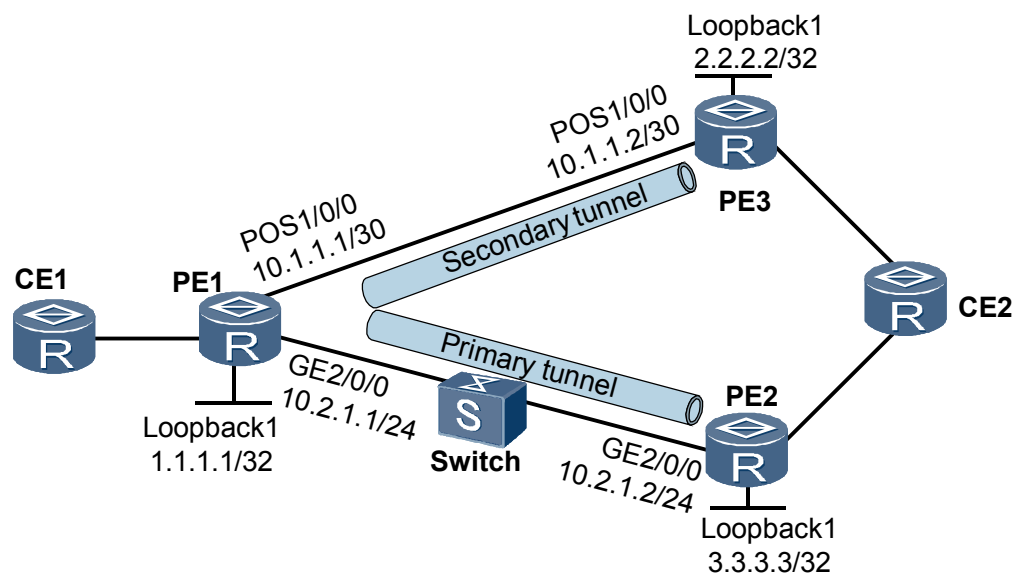 Loopback1
2.2.2.2/32
POS1/0/0
10.1.1.2/30
R
PE3
POS1/0/0
10.1.1.1/30
Secondary tunnel
CE1
R
PE1
R
R
CE2
Primary tunnel
GE2/0/0
10.2.1.1/24
S
Switch
PE2
R
GE2/0/0
10.2.1.2/24
Loopback1
1.1.1.1/32
Loopback1
3.3.3.3/32